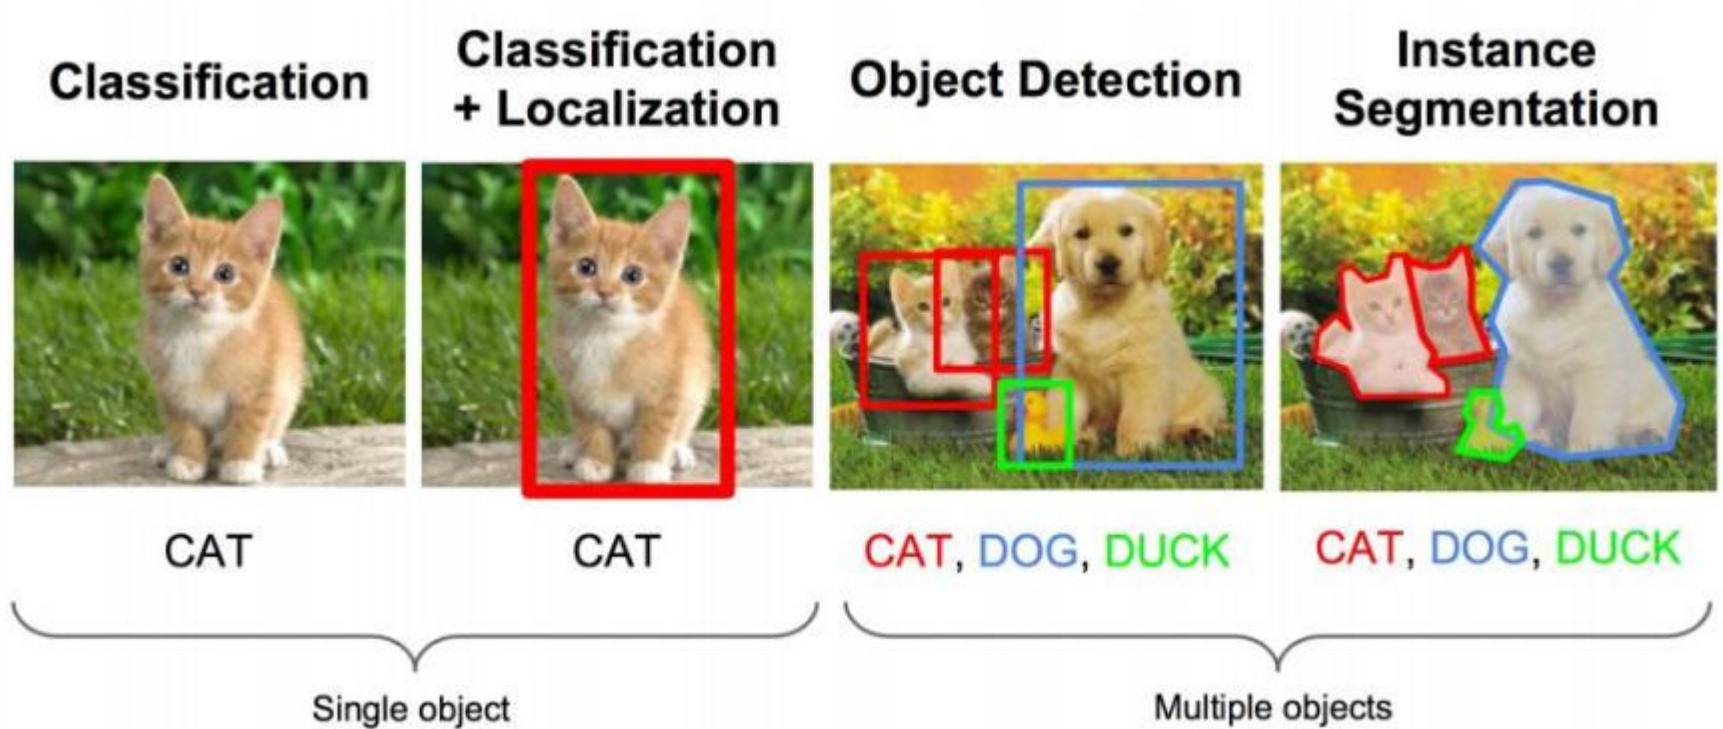 Classification
Classification
+ Localization
Object Detection
Instance
Segmentation
CAT
CAT
CAT, DOG, DUCK
CAT, DOG, DUCK
Single object
Multiple objects